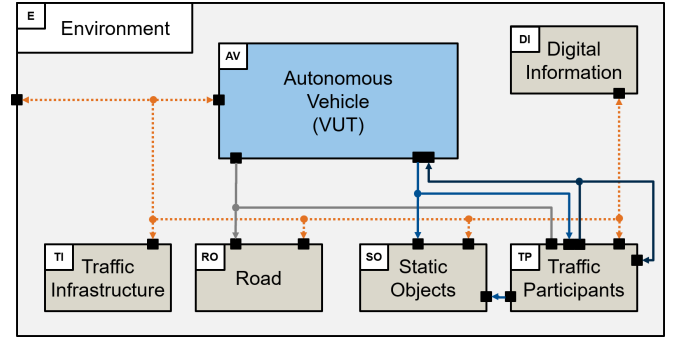 E
Environment
AV
Autonomous
Vehicle
(VUT)
DI
Digital
Information
TI
Traffic
Infrastructure
RO
Road
SO
Static
Objects
TP
Traffic
Participants